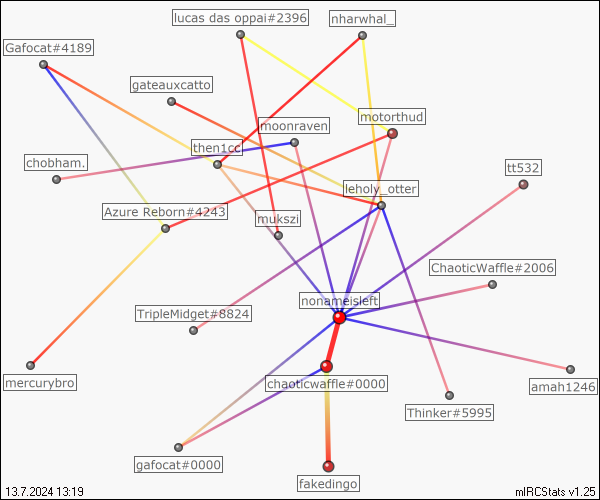 lucas das oppai#2396
nharwhal_
Gafocat#4189
gateauxcatto
motorthud
moonraven
then1cc
chobham.
tt532
leholy_otter
Azure Reborn#4243
mukszi
ChaoticWaffle#2006
nonameisleft
TripleMidget#8824
mercurybro
chaoticwaffle#0000
amah1246
Thinker#5995
gafocat#0000
fakedingo
13.7.2024 13:19
mIRCStats v1.25